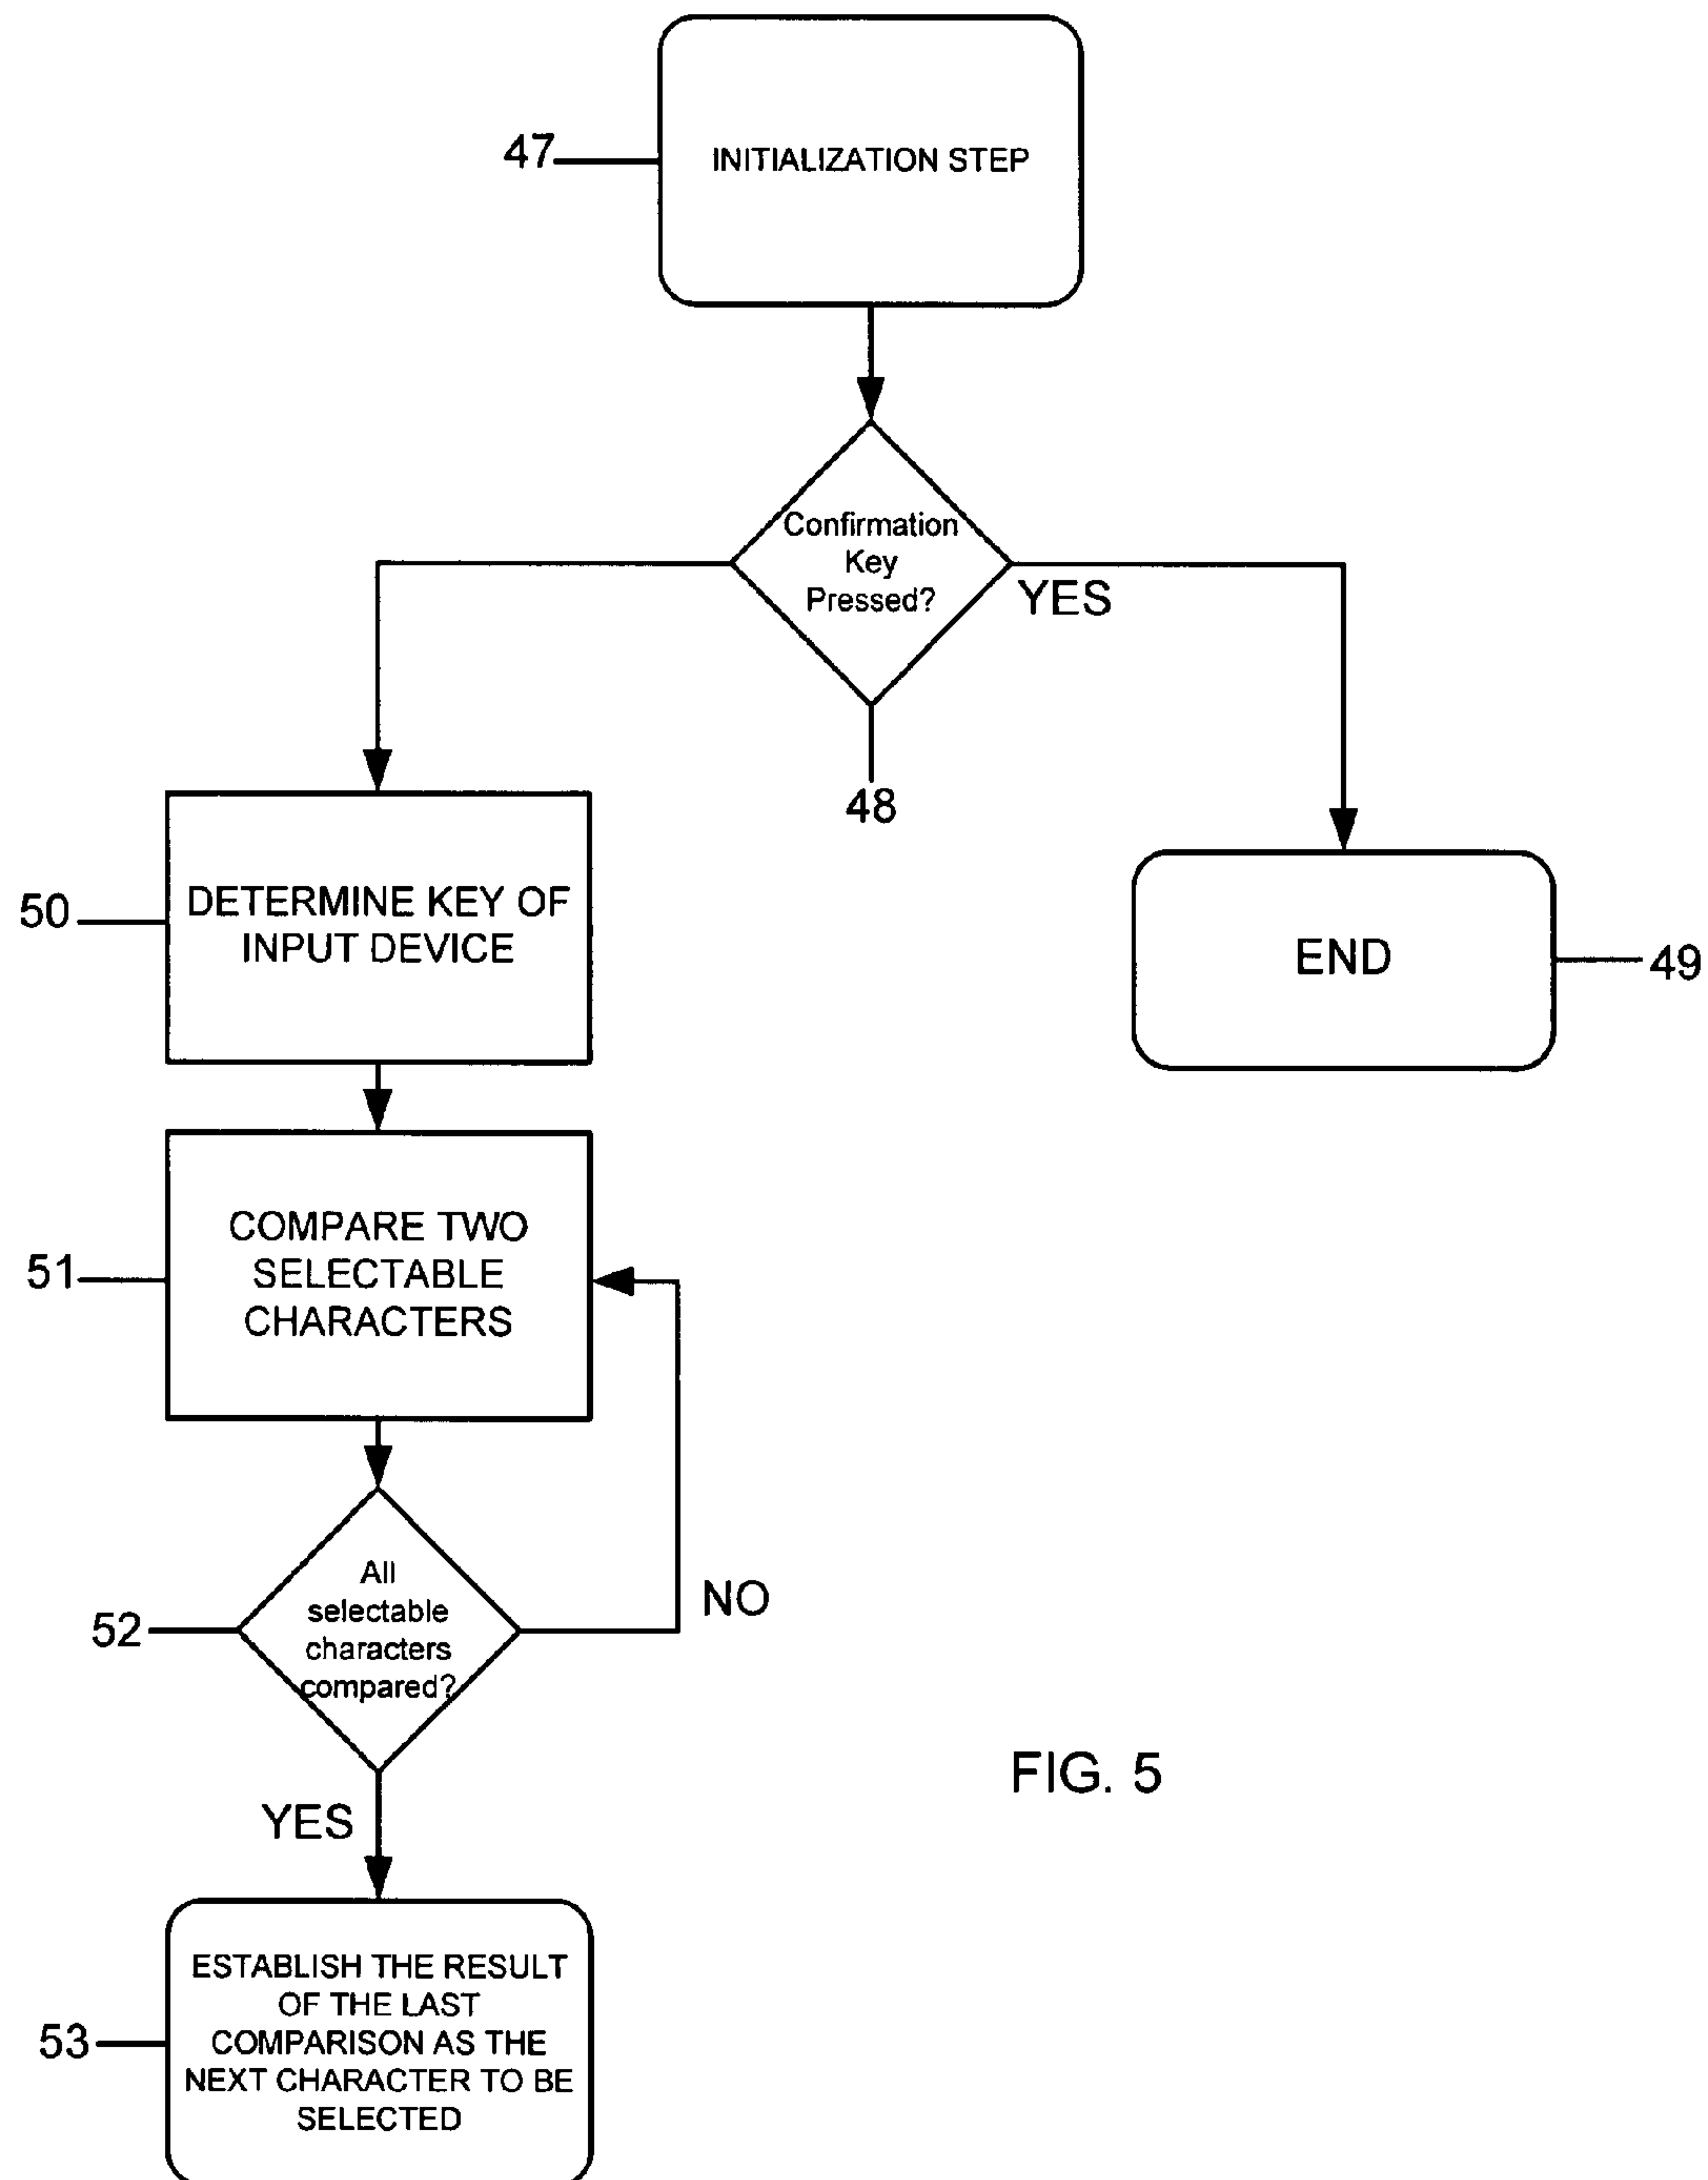 47
INITIALIZATION STEP
Confirmation
Key
Pressed?
YES
48
50
DETERMINE KEY OF
INPUT DEVICE
END
49
51
COMPARE TWO
SELECTABLE
CHARACTERS
52
All
selectable
characters
compared?
NO
YES
FIG. 5
53
ESTABLISH THE RESULT
OF THE LAST
COMPARISON AS THE
NEXT CHARACTER TO BE
SELECTED